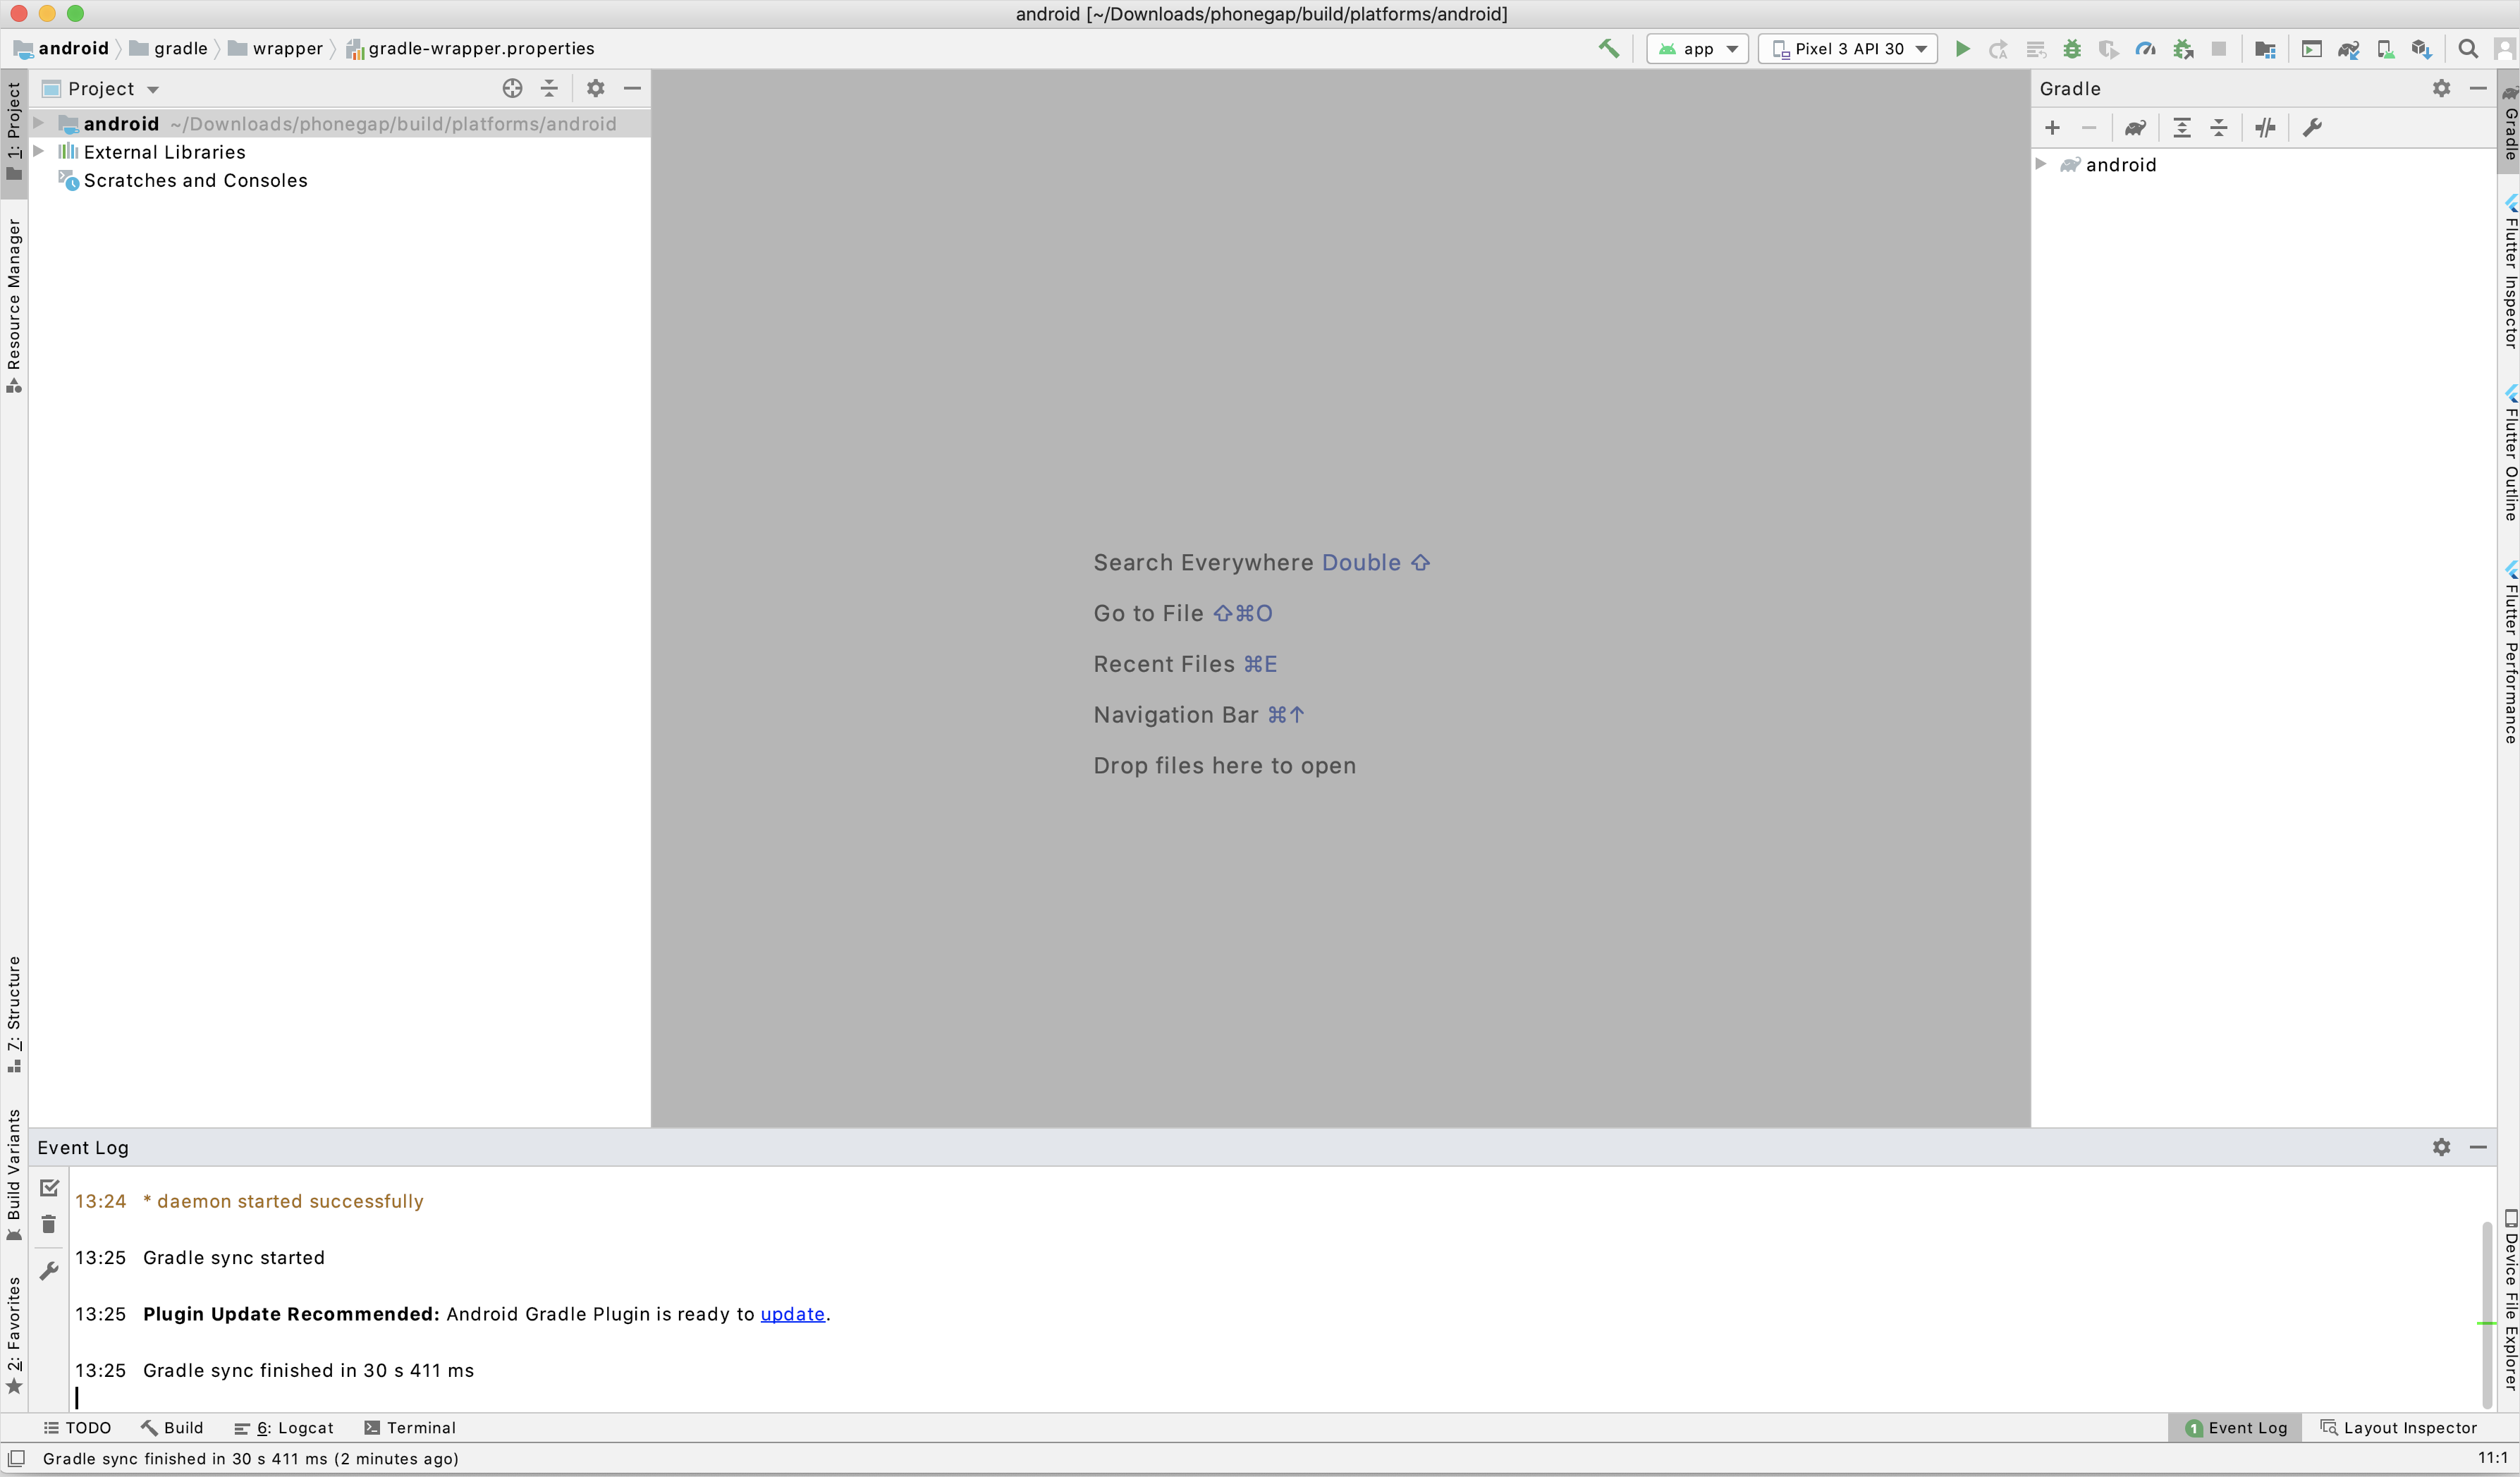 android [~/Downloads/phonegap/build/platforms/android]
android gradle wrapper gradle-wrapper.properties
app
Pixel 3 API 30
Project
android ~/Downloads/phonegap/build/platforms/android
External Libraries
Scratches and Consoles
1: Project
Resource Manager
Z: Structure
Build Variants
2: Favorites
Search Everywhere Double ⇧
Go to File ⇧⌘O
Recent Files ⌘E
Navigation Bar ⌘↑
Drop files here to open
Gradle
android
Gradle
Flutter Inspector
Flutter Outline
Flutter Performance
Device File Explorer
Event Log
13:24 * daemon started successfully
13:25 Gradle sync started
13:25 Plugin Update Recommended: Android Gradle Plugin is ready to update.
13:25 Gradle sync finished in 30 s 411 ms
TODO
Build
6: Logcat
Terminal
1 Event Log
Layout Inspector
Gradle sync finished in 30 s 411 ms (2 minutes ago)
11:1